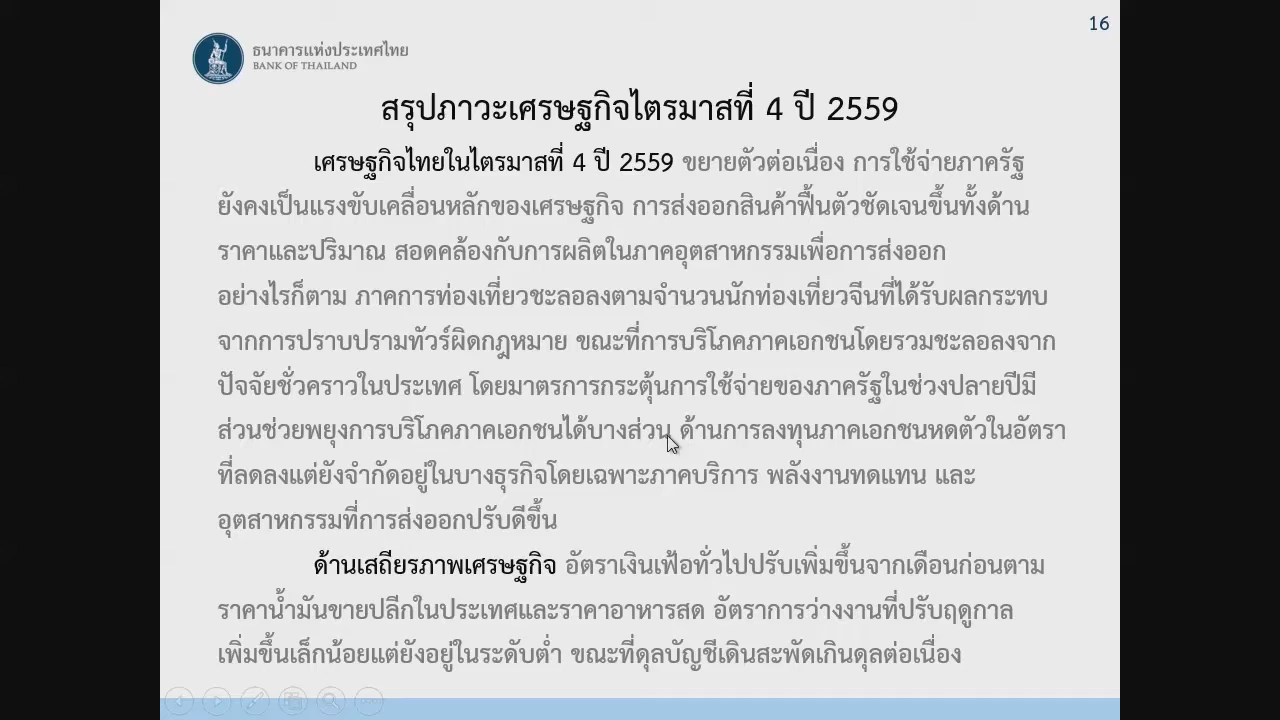 16
ธนาคารแห่งประเทศไทย
BANK OF THAILAND
สรุปภาวะเศรษฐกิจไตรมาสที่ 4 ปี 2559
เศรษฐกิจไทยในไตรมาสที่ 4 ปี 2559 ขยายตัวต่อเนื่อง การใช้จ่ายภาครัฐ
ยังคงเป็นแรงขับเคลื่อนหลักของเศรษฐกิจ การส่งออกสินค้าฟื้นตัวชัดเจนขึ้นทั้งด้าน
ราคาและปริมาณ สอดคล้องกับการผลิตในภาคอุตสาหกรรมเพื่อการส่งออก
อย่างไรก็ตาม ภาคการท่องเที่ยวชะลอลงตามจำนวนนักท่องเที่ยวจีนที่ได้รับผลกระทบ
จากการปราบปรามทัวร์ผิดกฎหมาย ขณะที่การบริโภคภาคเอกชนโดยรวมชะลอลงจาก
ปัจจัยชั่วคราวในประเทศ โดยมาตรการกระตุ้นการใช้จ่ายของภาครัฐในช่วงปลายปีมี
ส่วนช่วยพยุงการบริโภคภาคเอกชนได้บางส่วน ด้านการลงทุนภาคเอกชนหดตัวในอัตรา
ที่ลดลงแต่ยังจำกัดอยู่ในบางธุรกิจโดยเฉพาะภาคบริการ พลังงานทดแทน และ
อุตสาหกรรมที่การส่งออกปรับดีขึ้น
ด้านเสถียรภาพเศรษฐกิจ อัตราเงินเฟ้อทั่วไปปรับเพิ่มขึ้นจากเดือนก่อนตาม
ราคาน้ำมันขายปลีกในประเทศและราคาอาหารสด อัตราการว่างงานที่ปรับฤดูกาล
เพิ่มขึ้นเล็กน้อยแต่ยังอยู่ในระดับต่ำ ขณะที่ดุลบัญชีเดินสะพัดเกินดุลต่อเนื่อง